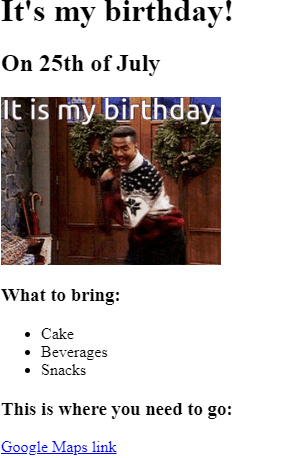 It's my birthday!
On 25th of July
It is my birthday
What to bring:
Cake
Beverages
Snacks
This is where you need to go:
Google Maps link